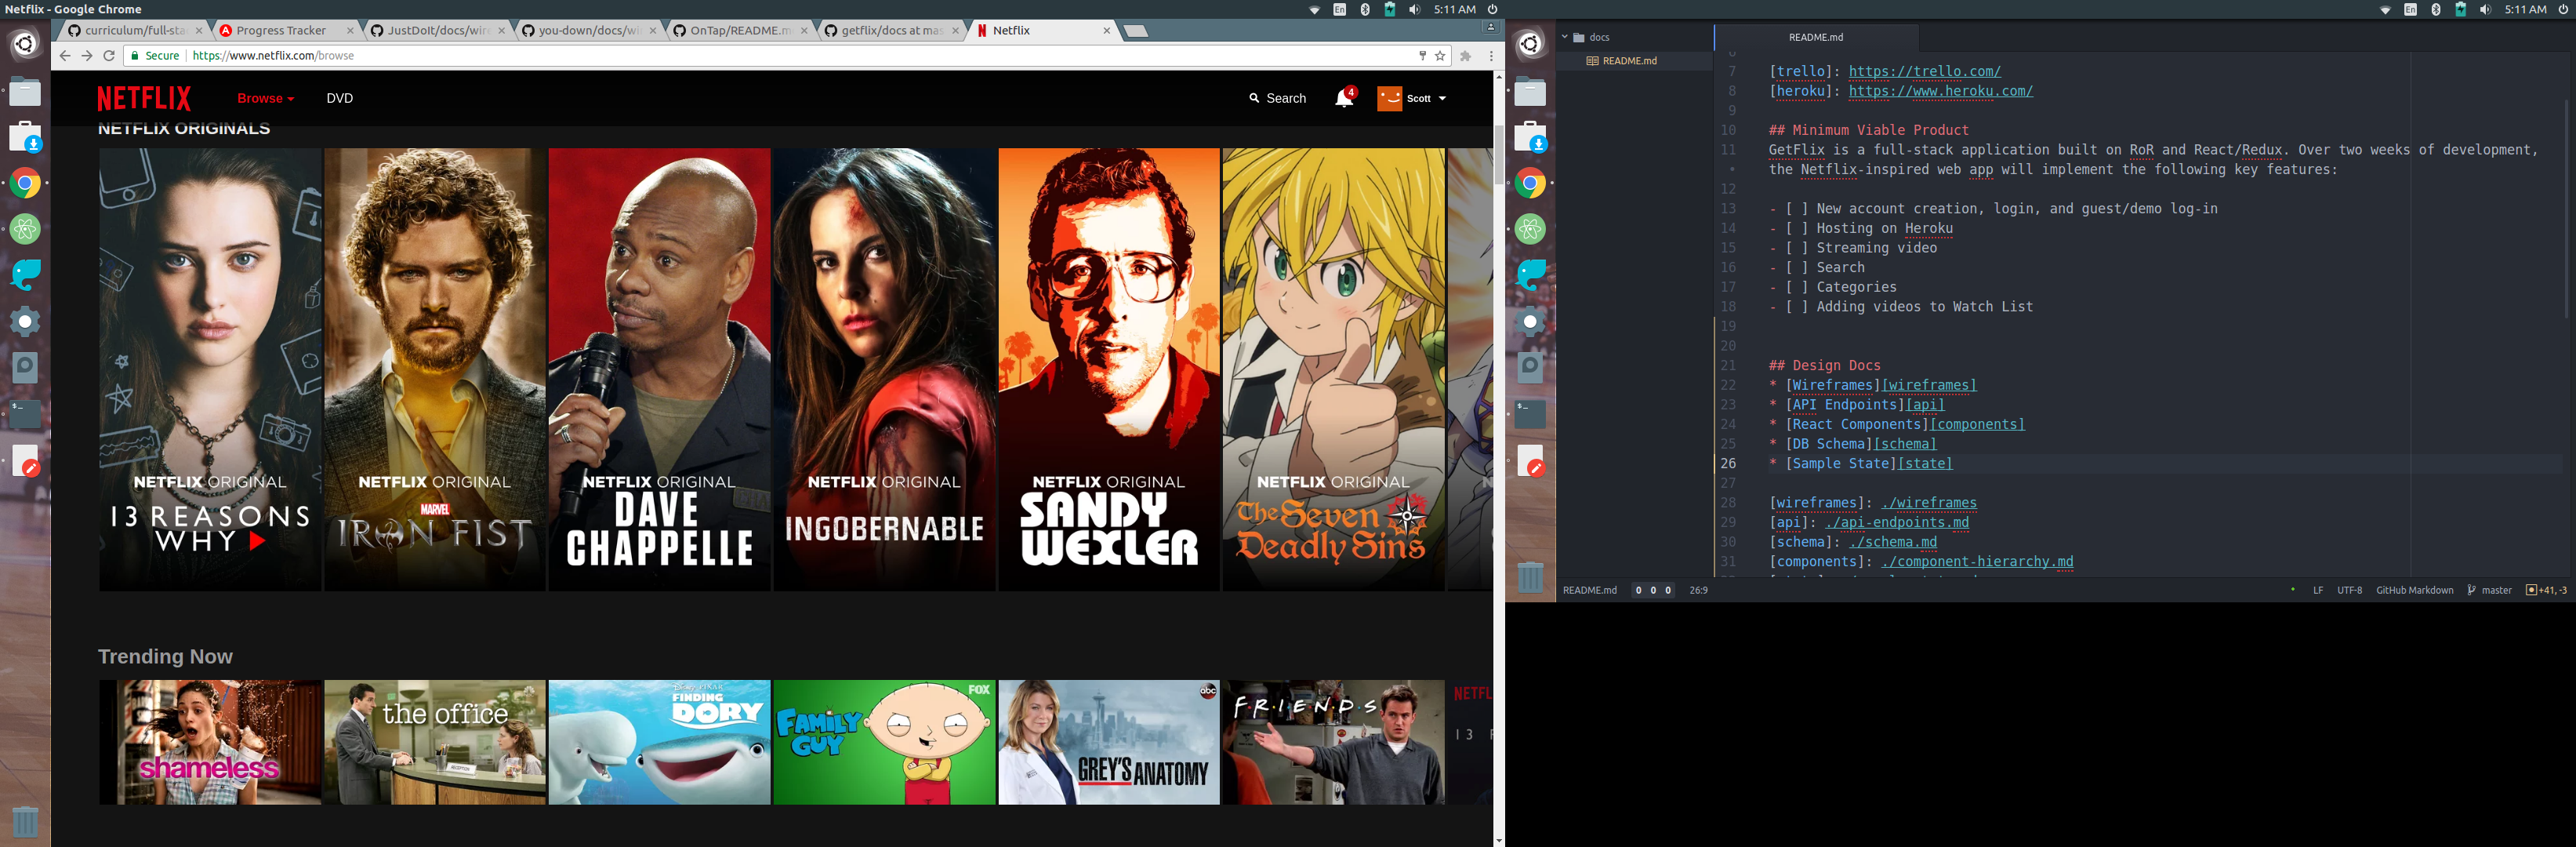 Netflix - Google Chrome
En
5:11 AM
curriculum/full-sta
Progress Tracker
JustDoIt/docs/wire
you-down/docs/wi
OnTap/README.m
getflix/docs at mas
Netflix
Secure
https://www.netflix.com/browse
NETFLIX
Browse
DVD
Search
4
Scott
NETFLIX ORIGINALS
NETFLIX ORIGINAL
13 REASONS
WHY
NETFLIX ORIGINAL
MARVEL
IRON FIST
NETFLIX ORIGINAL
DAVE
CHAPPELLE
NETFLIX ORIGINAL
INGOBERNABLE
NETFLIX ORIGINAL
SANDY
WEXLER
NETFLIX ORIGINAL
The Seven
Deadly Sins
Trending Now
shameless
the office
RECEPTION
Disney PIXAR
FINDING
DORY
FOX
FAMILY
GUY
abc
GREY'S ANATOMY
F·R·I·E·N·D·S
NETFL
13 F
En
5:11 AM
docs
README.md
README.md
7 [trello]: https://trello.com/
8 [heroku]: https://www.heroku.com/
9
10 ## Minimum Viable Product
11 GetFlix is a full-stack application built on RoR and React/Redux. Over two weeks of development,
• the Netflix-inspired web app will implement the following key features:
12
13 - [ ] New account creation, login, and guest/demo log-in
14 - [ ] Hosting on Heroku
15 - [ ] Streaming video
16 - [ ] Search
17 - [ ] Categories
18 - [ ] Adding videos to Watch List
19
20
21 ## Design Docs
22 * [Wireframes][wireframes]
23 * [API Endpoints][api]
24 * [React Components][components]
25 * [DB Schema][schema]
26 * [Sample State][state]
27
28 [wireframes]: ./wireframes
29 [api]: ./api-endpoints.md
30 [schema]: ./schema.md
31 [components]: ./component-hierarchy.md
README.md
0 0 0
26:9
LF
UTF-8
GitHub Markdown
master
+41, -3